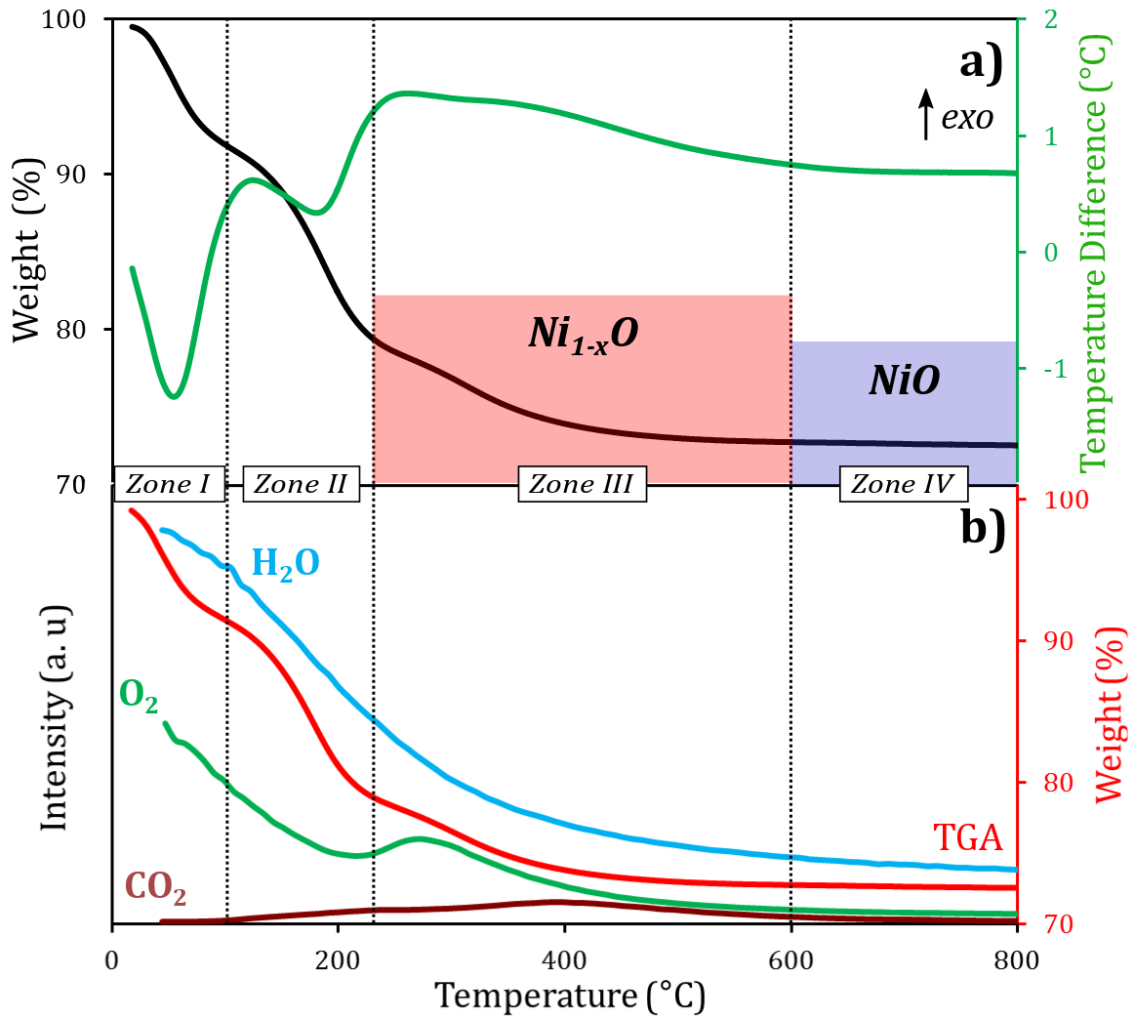 100
90
80
70
Weight (%)
a)
exo
2
1
0
-1
Temperature Difference (°C)
Ni1-xO
NiO
Zone I
Zone II
Zone III
Zone IV
b)
H2O
O2
CO2
TGA
Intensity (a. u)
100
90
80
70
Weight (%)
0
200
400
600
800
Temperature (°C)